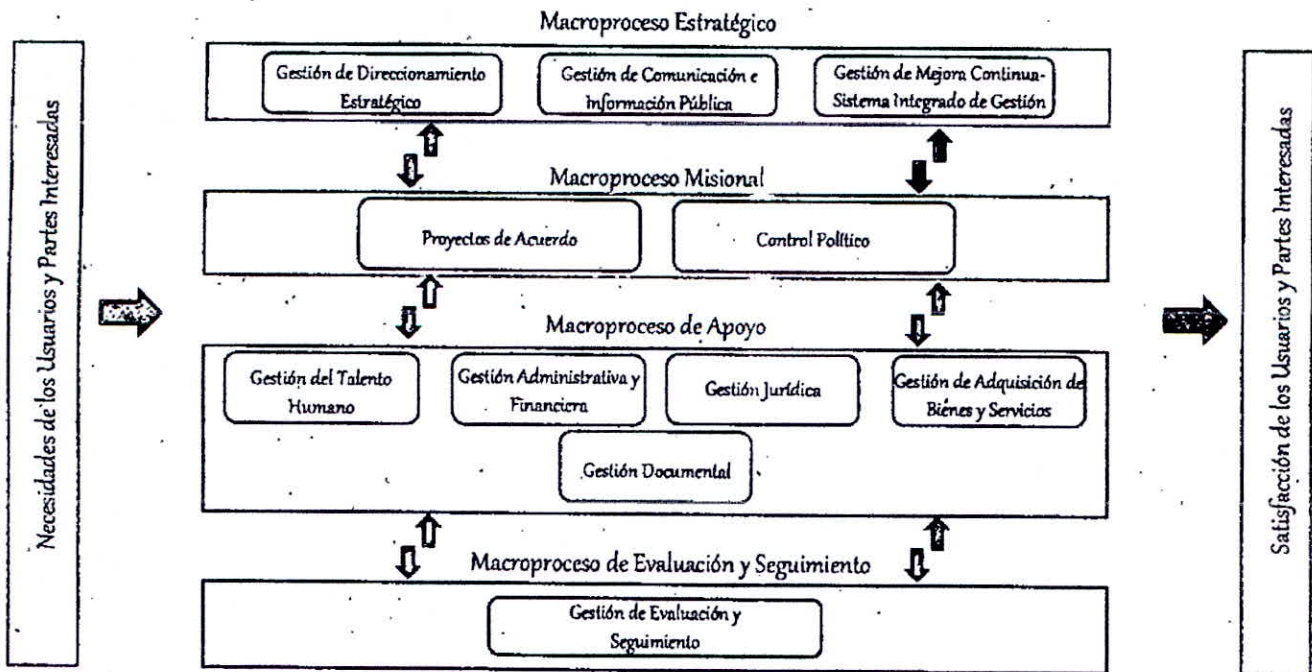 Macroproceso Estratégico
Gestión de Direccionamiento
Estratégico
Gestión de Comunicación e
Información Pública
Gestión de Mejora Continua-
Sistema Integrado de Gestión
Necesidades de los Usuarios y Partes Interesadas
Macroproceso Misional
Proyectos de Acuerdo
Control Político
Macroproceso de Apoyo
Gestión del Talento
Humano
Gestión Administrativa y
Financiera
Gestión Jurídica
Gestión de Adquisición de
Bienes y Servicios
Gestión Documental
Macroproceso de Evaluación y Seguimiento
Gestión de Evaluación y
Seguimiento
Satisfacción de los Usuarios y Partes Interesadas